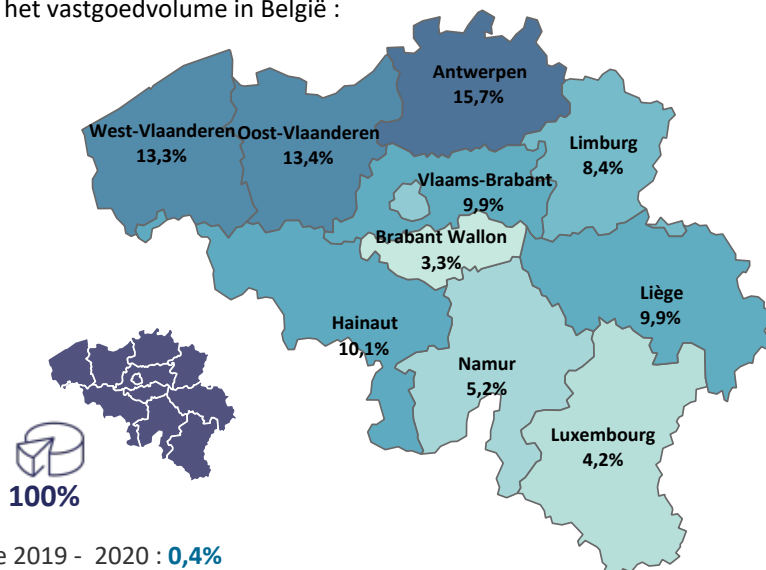 het vastgoedvolume in België :
Antwerpen
15,7%
West-Vlaanderen
13,3%
Oost-Vlaanderen
13,4%
Limburg
8,4%
Vlaams-Brabant
9,9%
Brabant Wallon
3,3%
Liège
9,9%
Hainaut
10,1%
Namur
5,2%
Luxembourg
4,2%
100%
e 2019 - 2020 : 0,4%